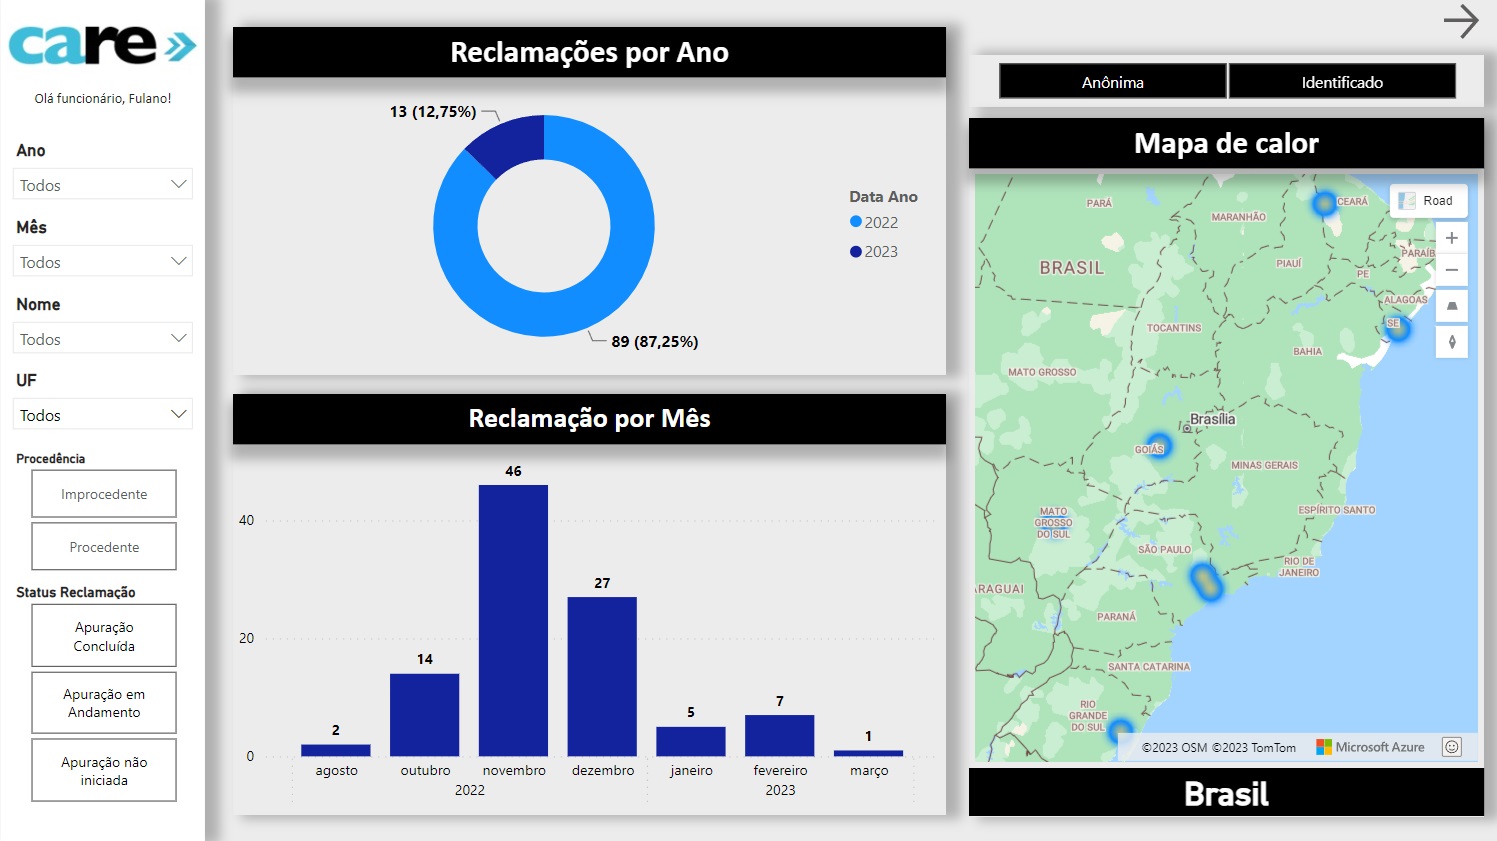 care
Olá funcionário, Fulano!
Ano
Todos
Mês
Todos
Nome
Todos
UF
Todos
Procedência
Improcedente
Procedente
Status Reclamação
Apuração
Concluída
Apuração em
Andamento
Apuração não
iniciada
Reclamações por Ano
13 (12,75%)
89 (87,25%)
Data Ano
2022
2023
Reclamação por Mês
40
20
0
2
14
46
27
5
7
1
agosto
outubro
novembro
dezembro
janeiro
fevereiro
março
2022
2023
Anônima
Identificado
Mapa de calor
Road
PARÁ
MARANHÃO
CEARÁ
BRASIL
PIAUÍ
PARAÍB
PE
ALAGOAS
SE
TOCANTINS
BAHIA
MATO GROSSO
Brasília
GOIÁS
MINAS GERAIS
MATO
GROSSO
DO SUL
ESPÍRITO SANTO
SÃO PAULO
RIO DE
JANEIRO
ARAGUAI
PARANÁ
SANTA CATARINA
RIO
GRANDE
DO SUL
©2023 OSM ©2023 TomTom
Microsoft Azure
Brasil